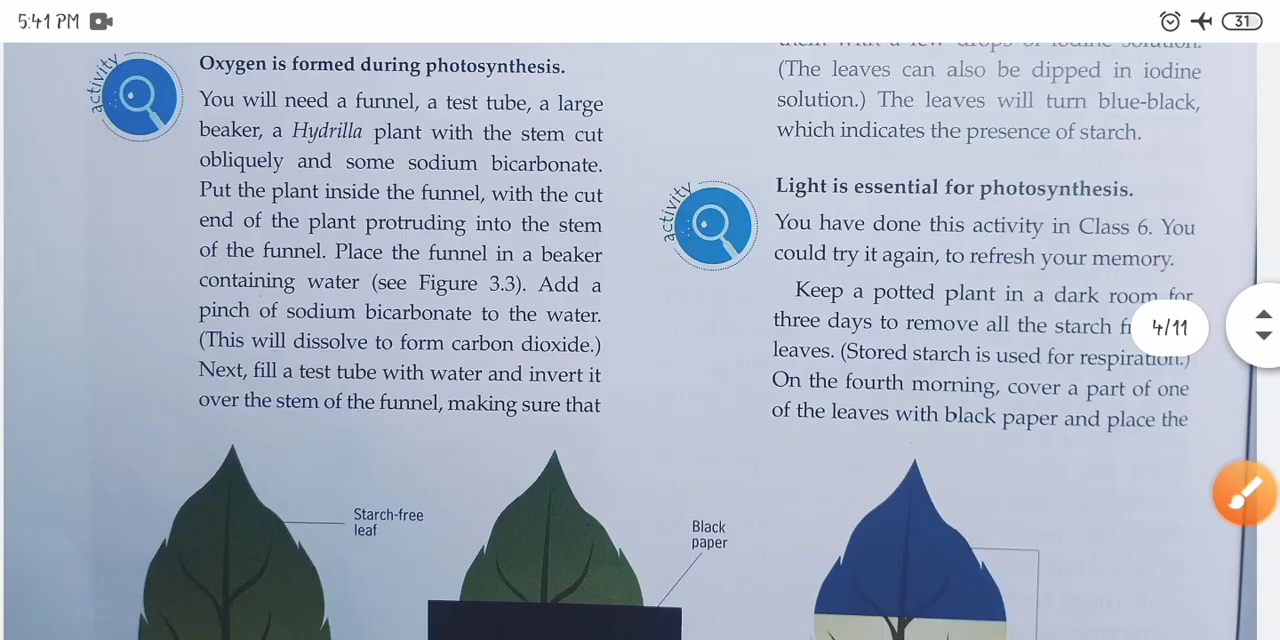 5:41 PM
31
activity
Oxygen is formed during photosynthesis.
You will need a funnel, a test tube, a large
beaker, a Hydrilla plant with the stem cut
obliquely and some sodium bicarbonate.
Put the plant inside the funnel, with the cut
end of the plant protruding into the stem
of the funnel. Place the funnel in a beaker
containing water (see Figure 3.3). Add a
pinch of sodium bicarbonate to the water.
(This will dissolve to form carbon dioxide.)
Next, fill a test tube with water and invert it
over the stem of the funnel, making sure that
them with a few drops of iodine solution.
(The leaves can also be dipped in iodine
solution.) The leaves will turn blue-black,
which indicates the presence of starch.
activity
Light is essential for photosynthesis.
You have done this activity in Class 6. You
could try it again, to refresh your memory.
Keep a potted plant in a dark room for
three days to remove all the starch
leaves. (Stored starch is used for respiration.)
On the fourth morning, cover a part of one
of the leaves with black paper and place the
4/11
Starch-free
leaf
Black
paper